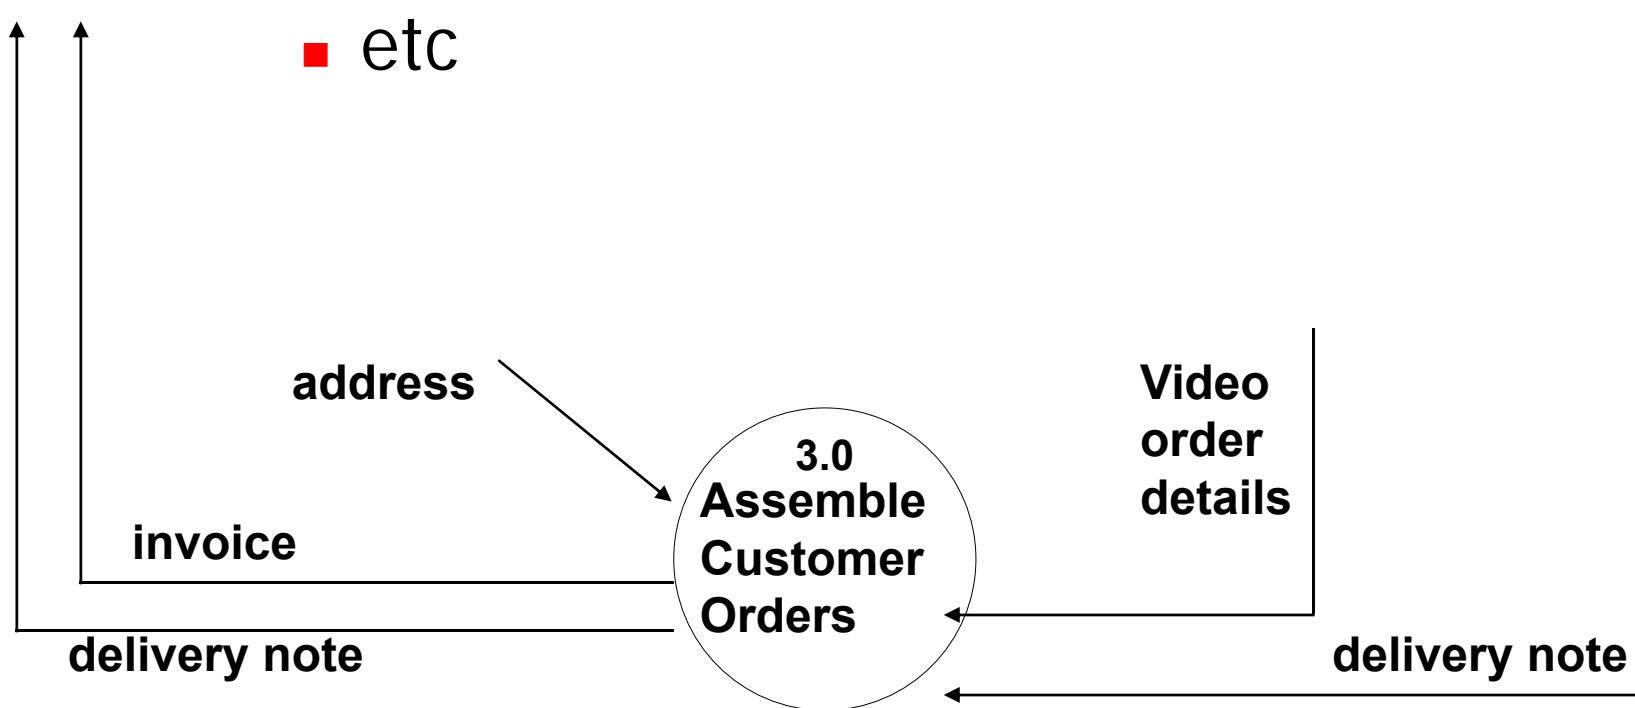 etc
address
Video
order
details
3.0
Assemble
Customer
Orders
invoice
delivery note
delivery note